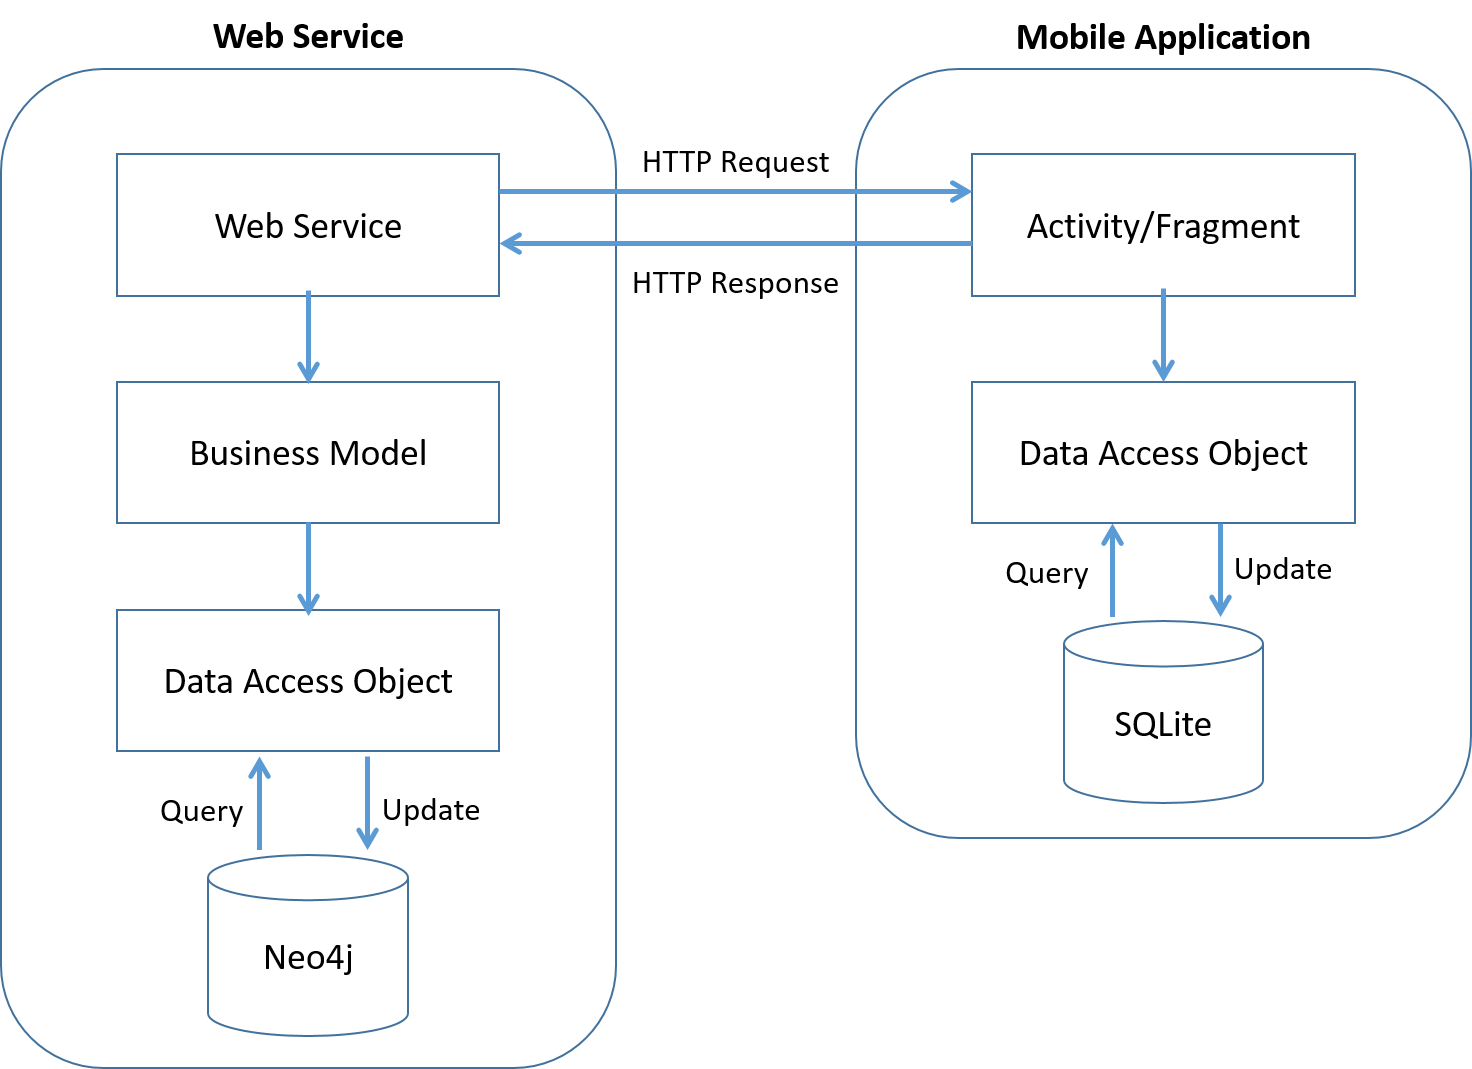 Web Service
Mobile Application
HTTP Request
Web Service
Activity/Fragment
HTTP Response
Business Model
Data Access Object
Query
Update
Data Access Object
SQLite
Query
Update
Neo4j